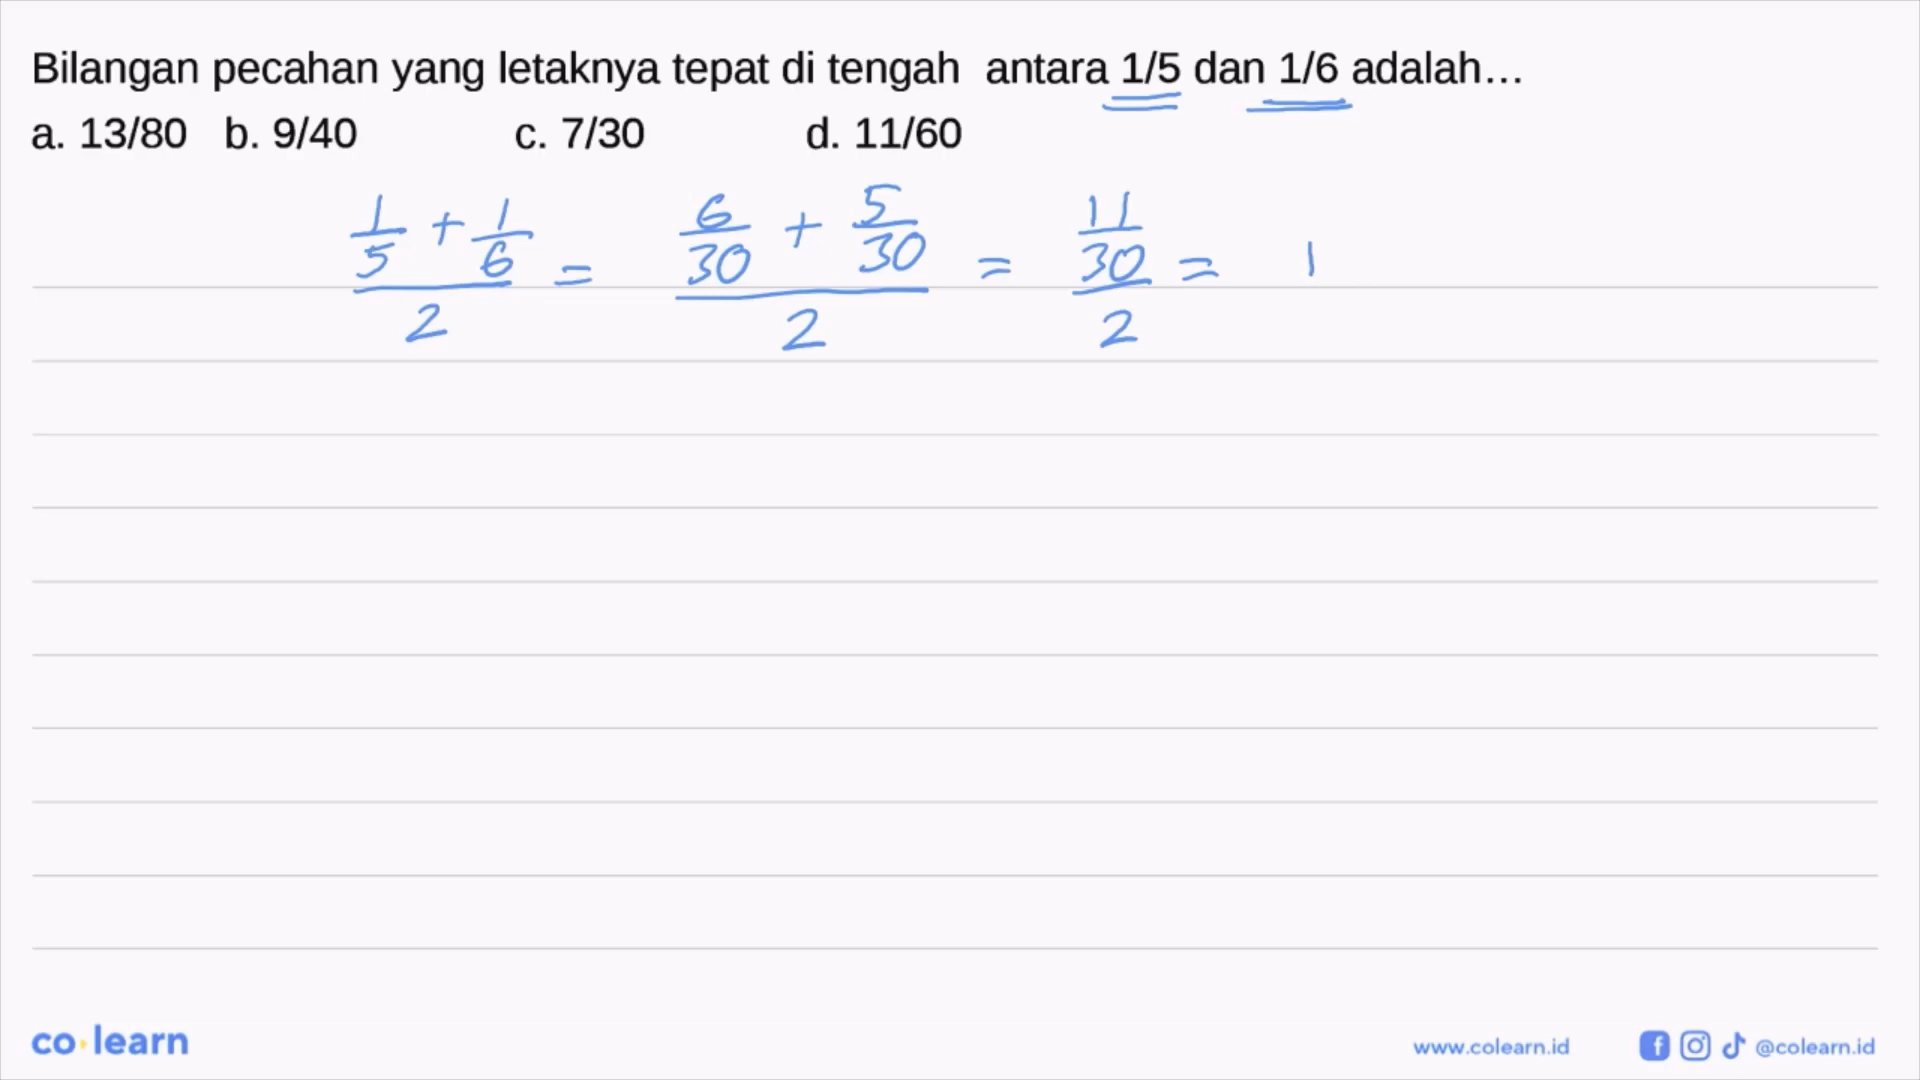 Bilangan pecahan yang letaknya tepat di tengah antara 1/5 dan 1/6 adalah...
a. 13/80 b. 9/40 c. 7/30 d. 11/60
(1/5 + 1/6)/2 = (6/30 + 5/30)/2 = (11/30)/2 = 1
co·learn
www.colearn.id @colearn.id